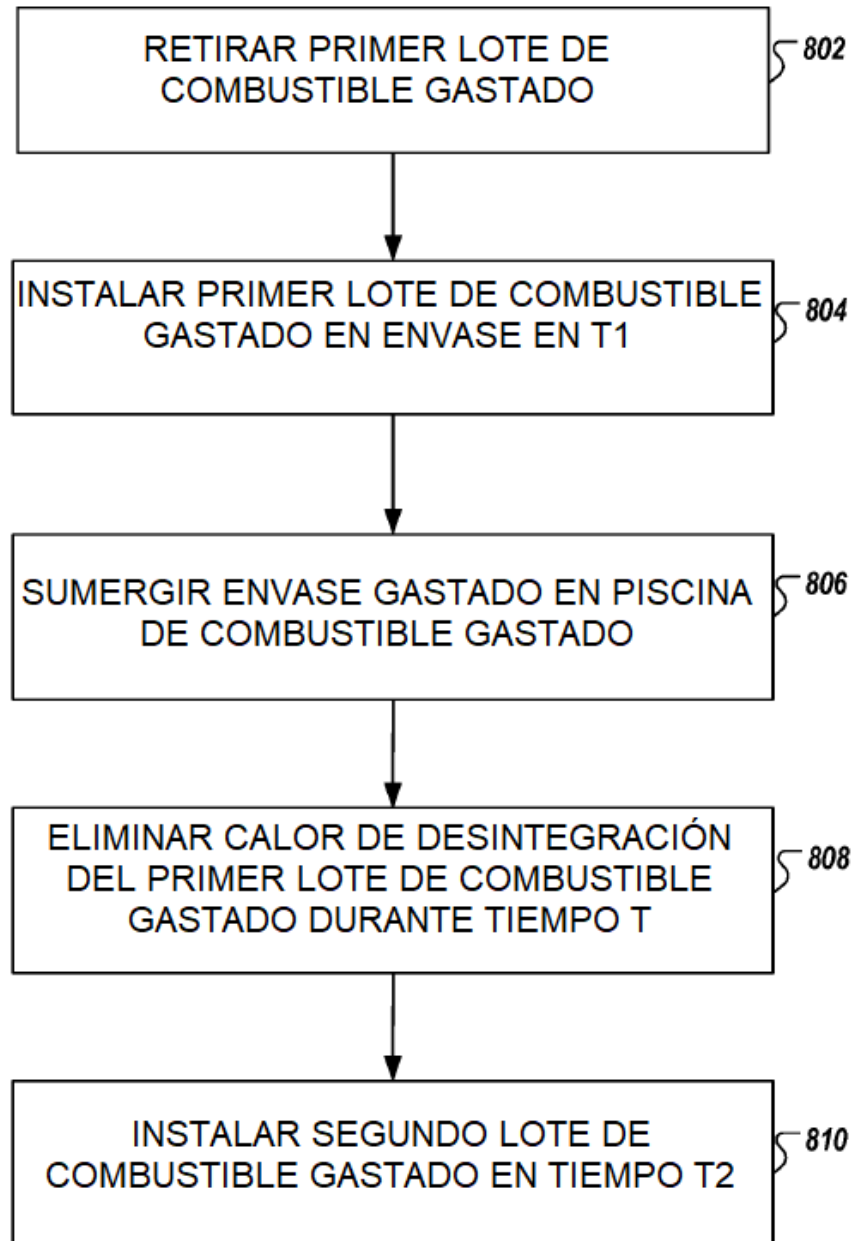 RETIRAR PRIMER LOTE DE
COMBUSTIBLE GASTADO
802
INSTALAR PRIMER LOTE DE COMBUSTIBLE
GASTADO EN ENVASE EN T1
804
SUMERGIR ENVASE GASTADO EN PISCINA
DE COMBUSTIBLE GASTADO
806
ELIMINAR CALOR DE DESINTEGRACIÓN
DEL PRIMER LOTE DE COMBUSTIBLE
GASTADO DURANTE TIEMPO T
808
INSTALAR SEGUNDO LOTE DE
COMBUSTIBLE GASTADO EN TIEMPO T2
810